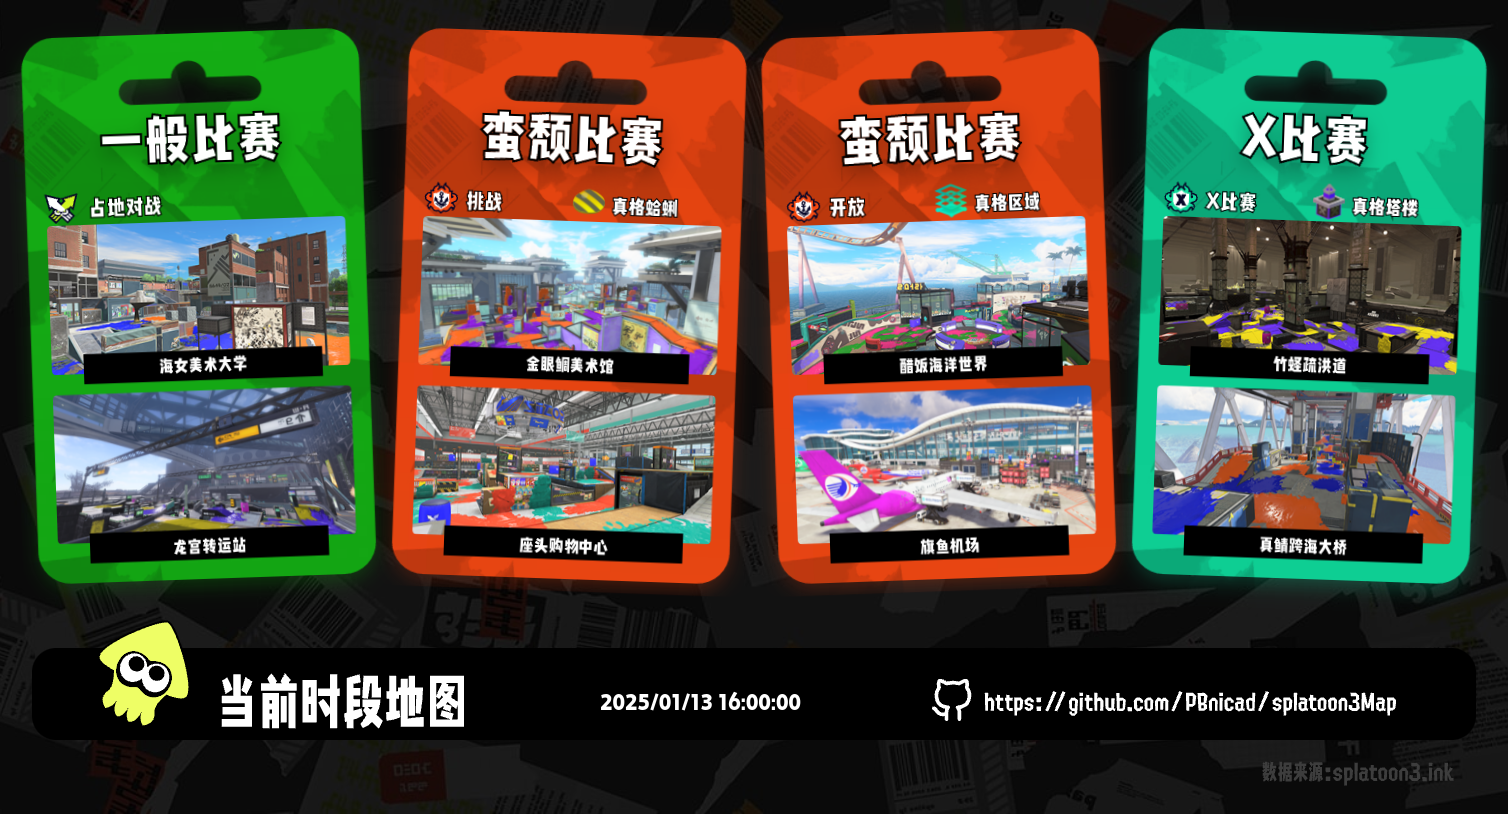 一般比赛
占地对战
海女美术大学
龙宫转运站
蛮颓比赛
挑战
真格蛤蜊
金眼鲷美术馆
座头购物中心
蛮颓比赛
开放
真格区域
醋饭海洋世界
旗鱼机场
X比赛
X比赛
真格塔楼
竹蛏疏洪道
真鲭跨海大桥
当前时段地图
2025/01/13 16:00:00
https://github.com/PBnicad/splatoon3Map
数据来源:splatoon3.ink